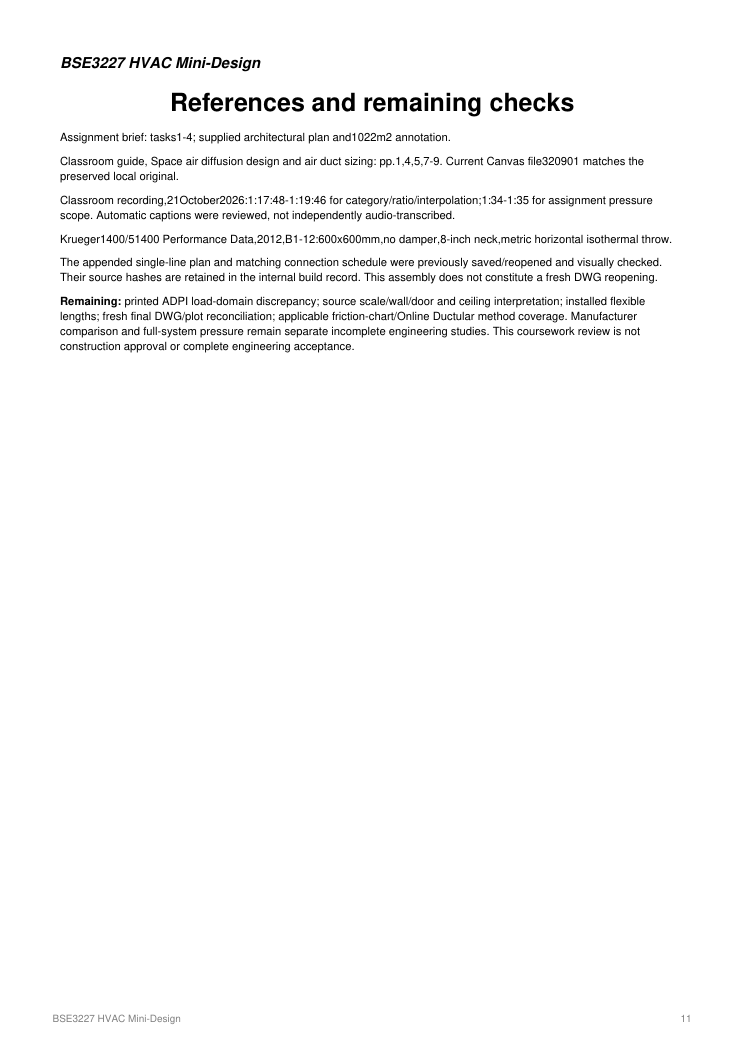 BSE3227 HVAC Mini-Design
References and remaining checks
Assignment brief: tasks1-4; supplied architectural plan and1022m2 annotation.
Classroom guide, Space air diffusion design and air duct sizing: pp.1,4,5,7-9. Current Canvas file320901 matches the
preserved local original.
Classroom recording,21October2026:1:17:48-1:19:46 for category/ratio/interpolation;1:34-1:35 for assignment pressure
scope. Automatic captions were reviewed, not independently audio-transcribed.
Krueger1400/51400 Performance Data,2012,B1-12:600x600mm,no damper,8-inch neck,metric horizontal isothermal throw.
The appended single-line plan and matching connection schedule were previously saved/reopened and visually checked.
Their source hashes are retained in the internal build record. This assembly does not constitute a fresh DWG reopening.
Remaining: printed ADPI load-domain discrepancy; source scale/wall/door and ceiling interpretation; installed flexible
lengths; fresh final DWG/plot reconciliation; applicable friction-chart/Online Ductular method coverage. Manufacturer
comparison and full-system pressure remain separate incomplete engineering studies. This coursework review is not
construction approval or complete engineering acceptance.
BSE3227 HVAC Mini-Design
11